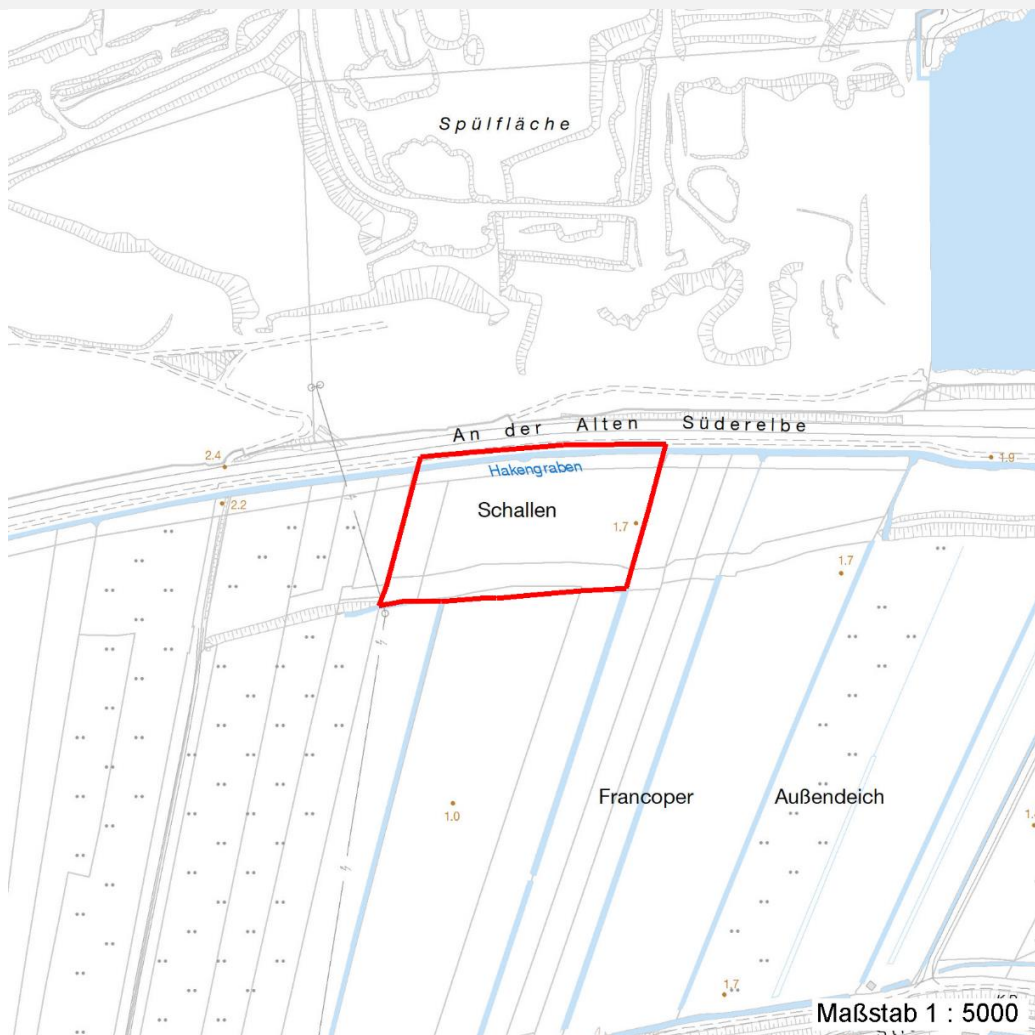 Spülfläche
An der Alten Süderelbe
2.4
1.9
Hakengraben
2.2
Schallen
1.7
1.7
Francoper Außendeich
1.0
1.7
Maßstab 1 : 5000